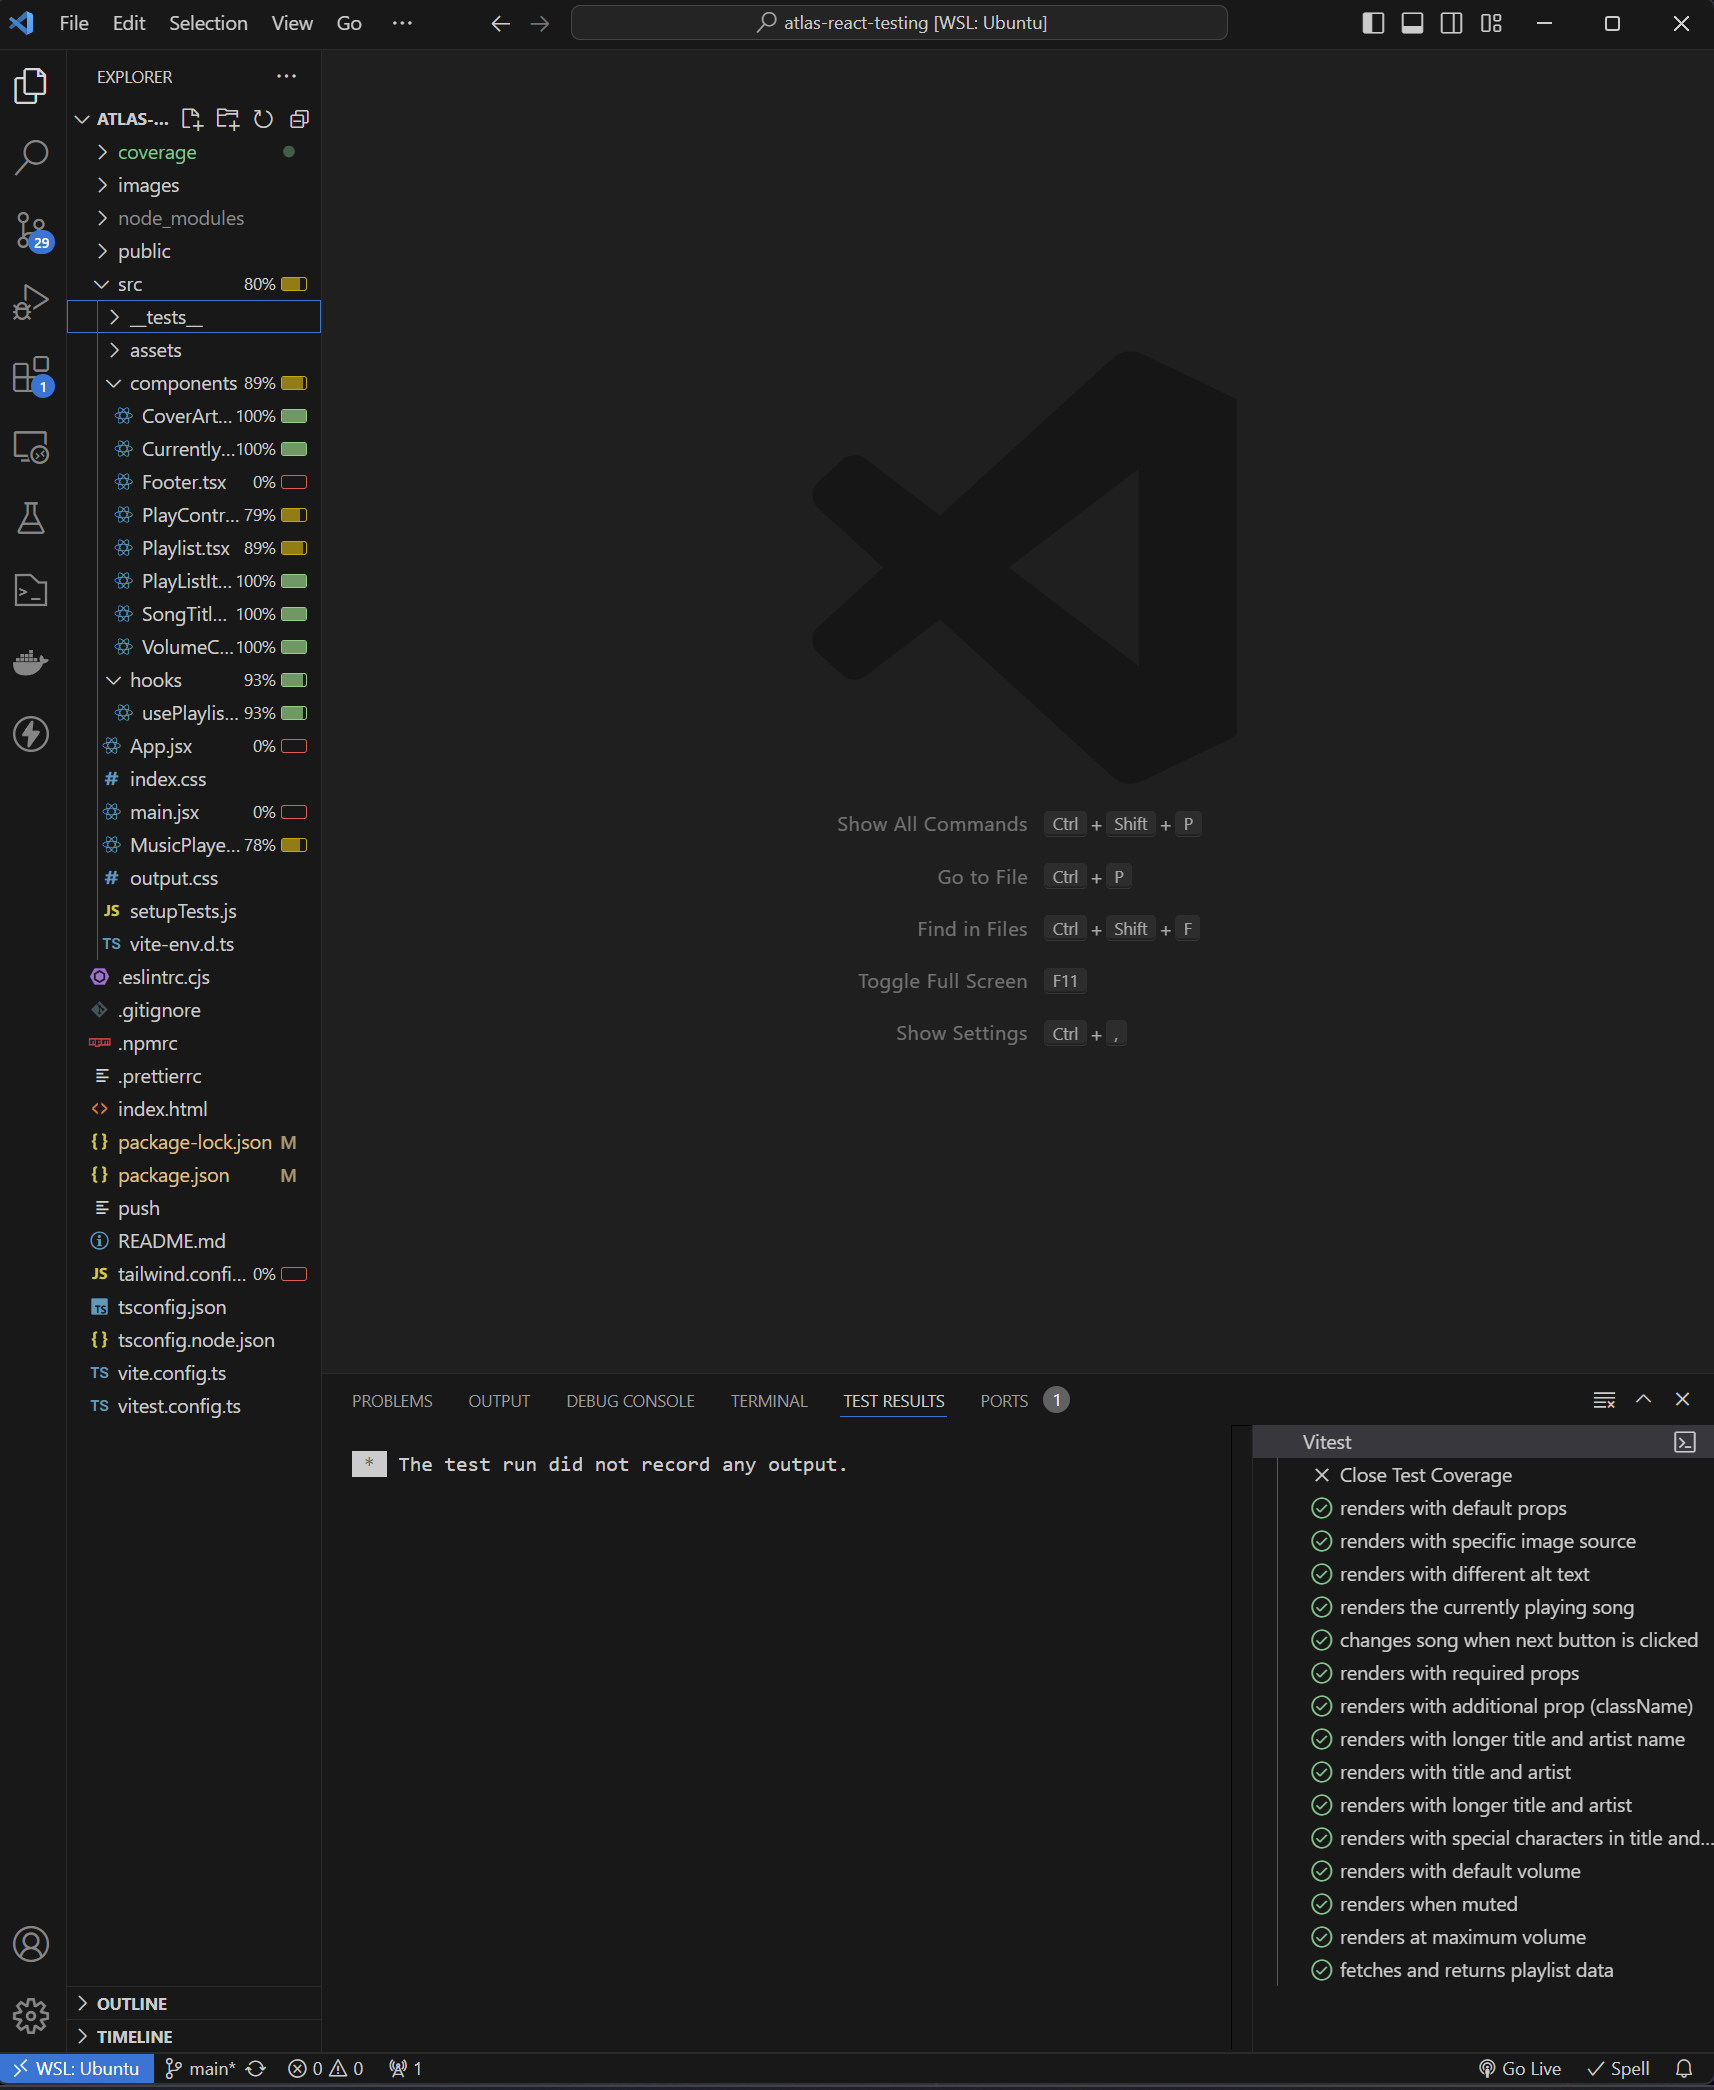 File Edit Selection View Go ···
atlas-react-testing [WSL: Ubuntu]
EXPLORER
ATLAS-...
coverage
images
node_modules
public
src 80%
__tests__
assets
components 89%
CoverArt... 100%
Currently... 100%
Footer.tsx 0%
PlayContr... 79%
Playlist.tsx 89%
PlayListIt... 100%
SongTitl... 100%
VolumeC... 100%
hooks 93%
usePlaylis... 93%
App.jsx 0%
# index.css
main.jsx 0%
MusicPlaye... 78%
# output.css
JS setupTests.js
TS vite-env.d.ts
.eslintrc.cjs
.gitignore
.npmrc
.prettierrc
<> index.html
{} package-lock.json M
{} package.json M
push
README.md
JS tailwind.confi... 0%
TS tsconfig.json
{} tsconfig.node.json
TS vite.config.ts
TS vitest.config.ts
OUTLINE
TIMELINE
29
1
Show All Commands Ctrl + Shift + P
Go to File Ctrl + P
Find in Files Ctrl + Shift + F
Toggle Full Screen F11
Show Settings Ctrl + ,
PROBLEMS OUTPUT DEBUG CONSOLE TERMINAL TEST RESULTS PORTS 1
* The test run did not record any output.
Vitest
Close Test Coverage
renders with default props
renders with specific image source
renders with different alt text
renders the currently playing song
changes song when next button is clicked
renders with required props
renders with additional prop (className)
renders with longer title and artist name
renders with title and artist
renders with longer title and artist
renders with special characters in title and...
renders with default volume
renders when muted
renders at maximum volume
fetches and returns playlist data
WSL: Ubuntu main* 0 0 1 Go Live Spell